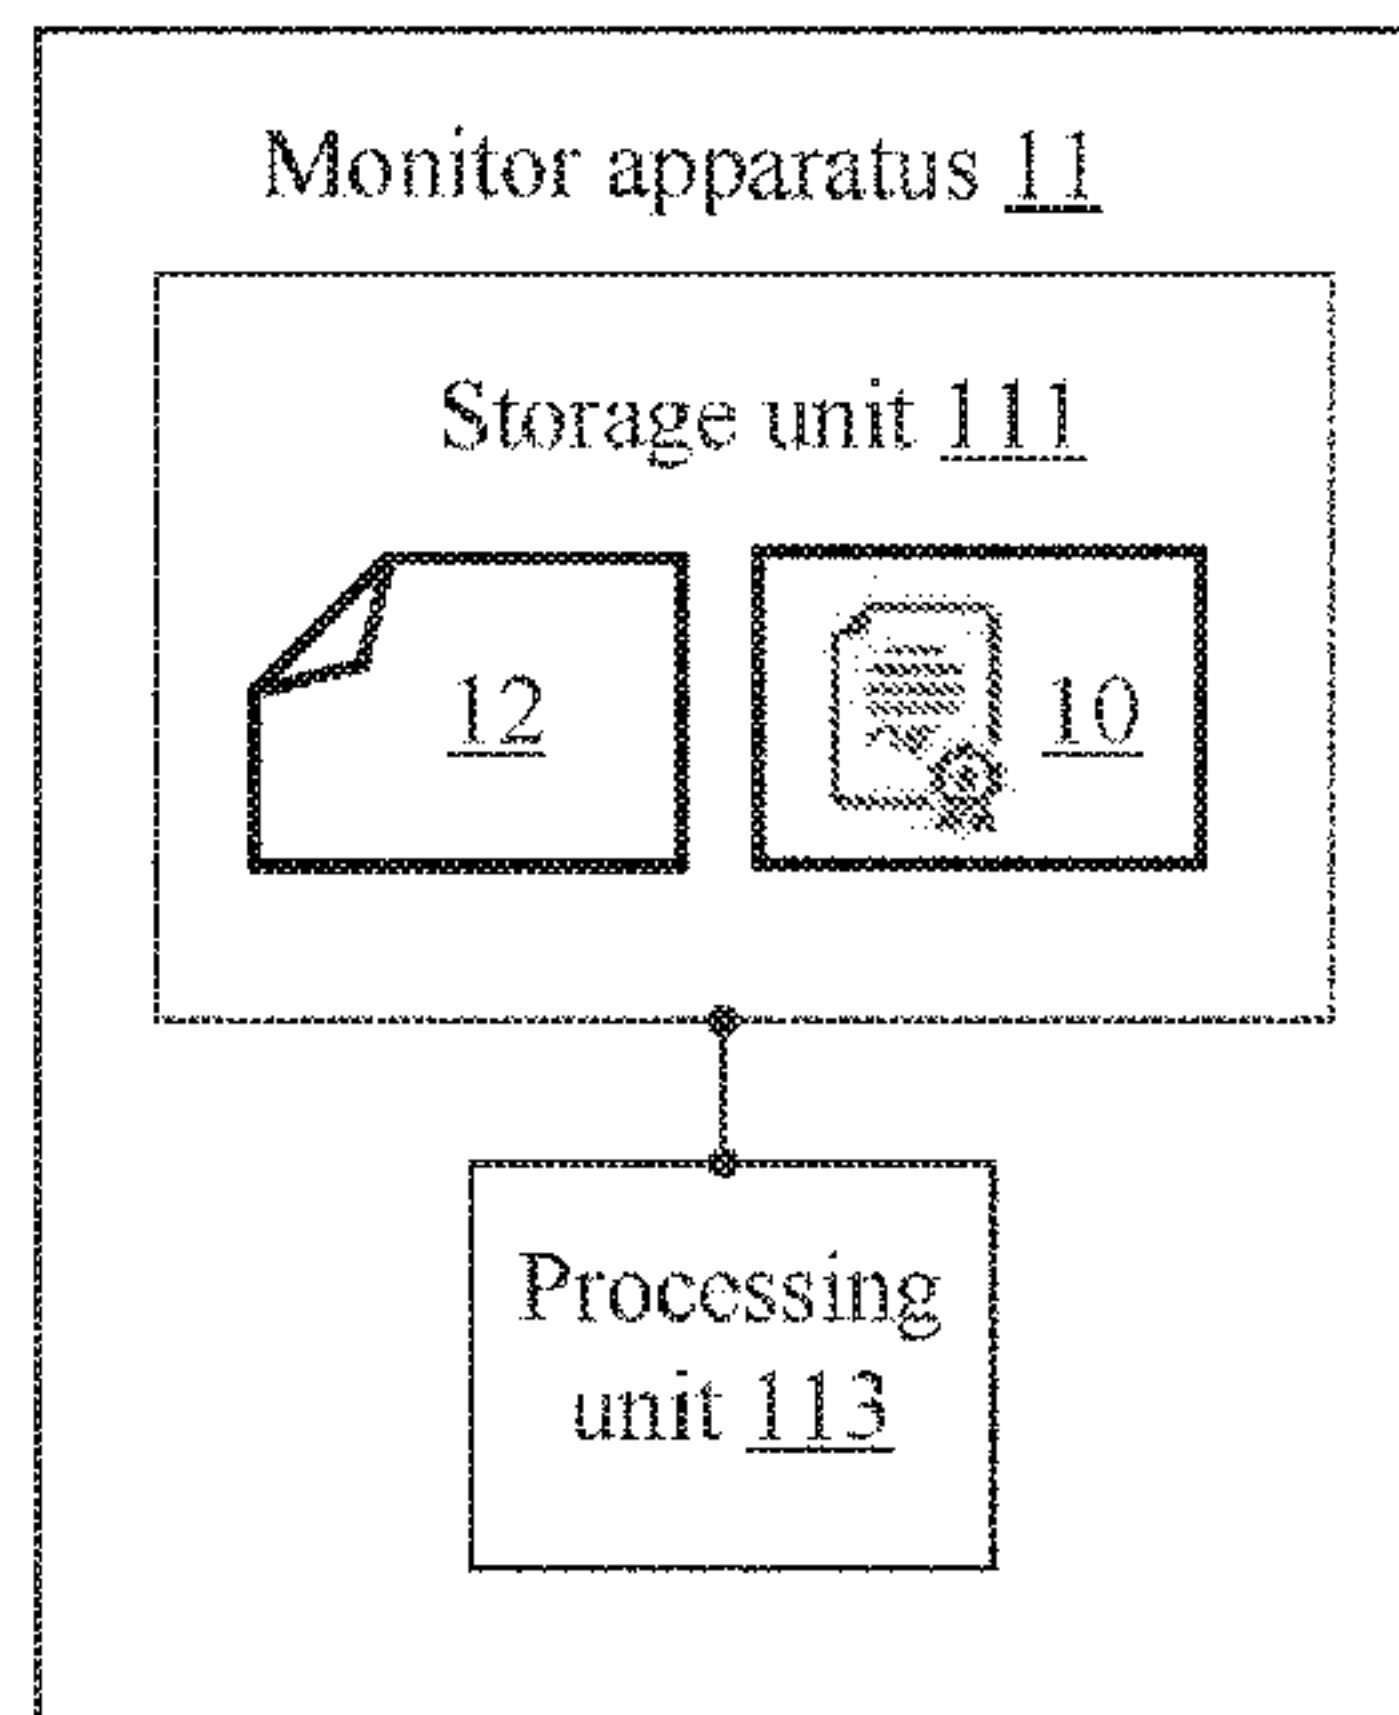 Monitor apparatus 11
Storage unit 111
12 10
Processing
unit 113